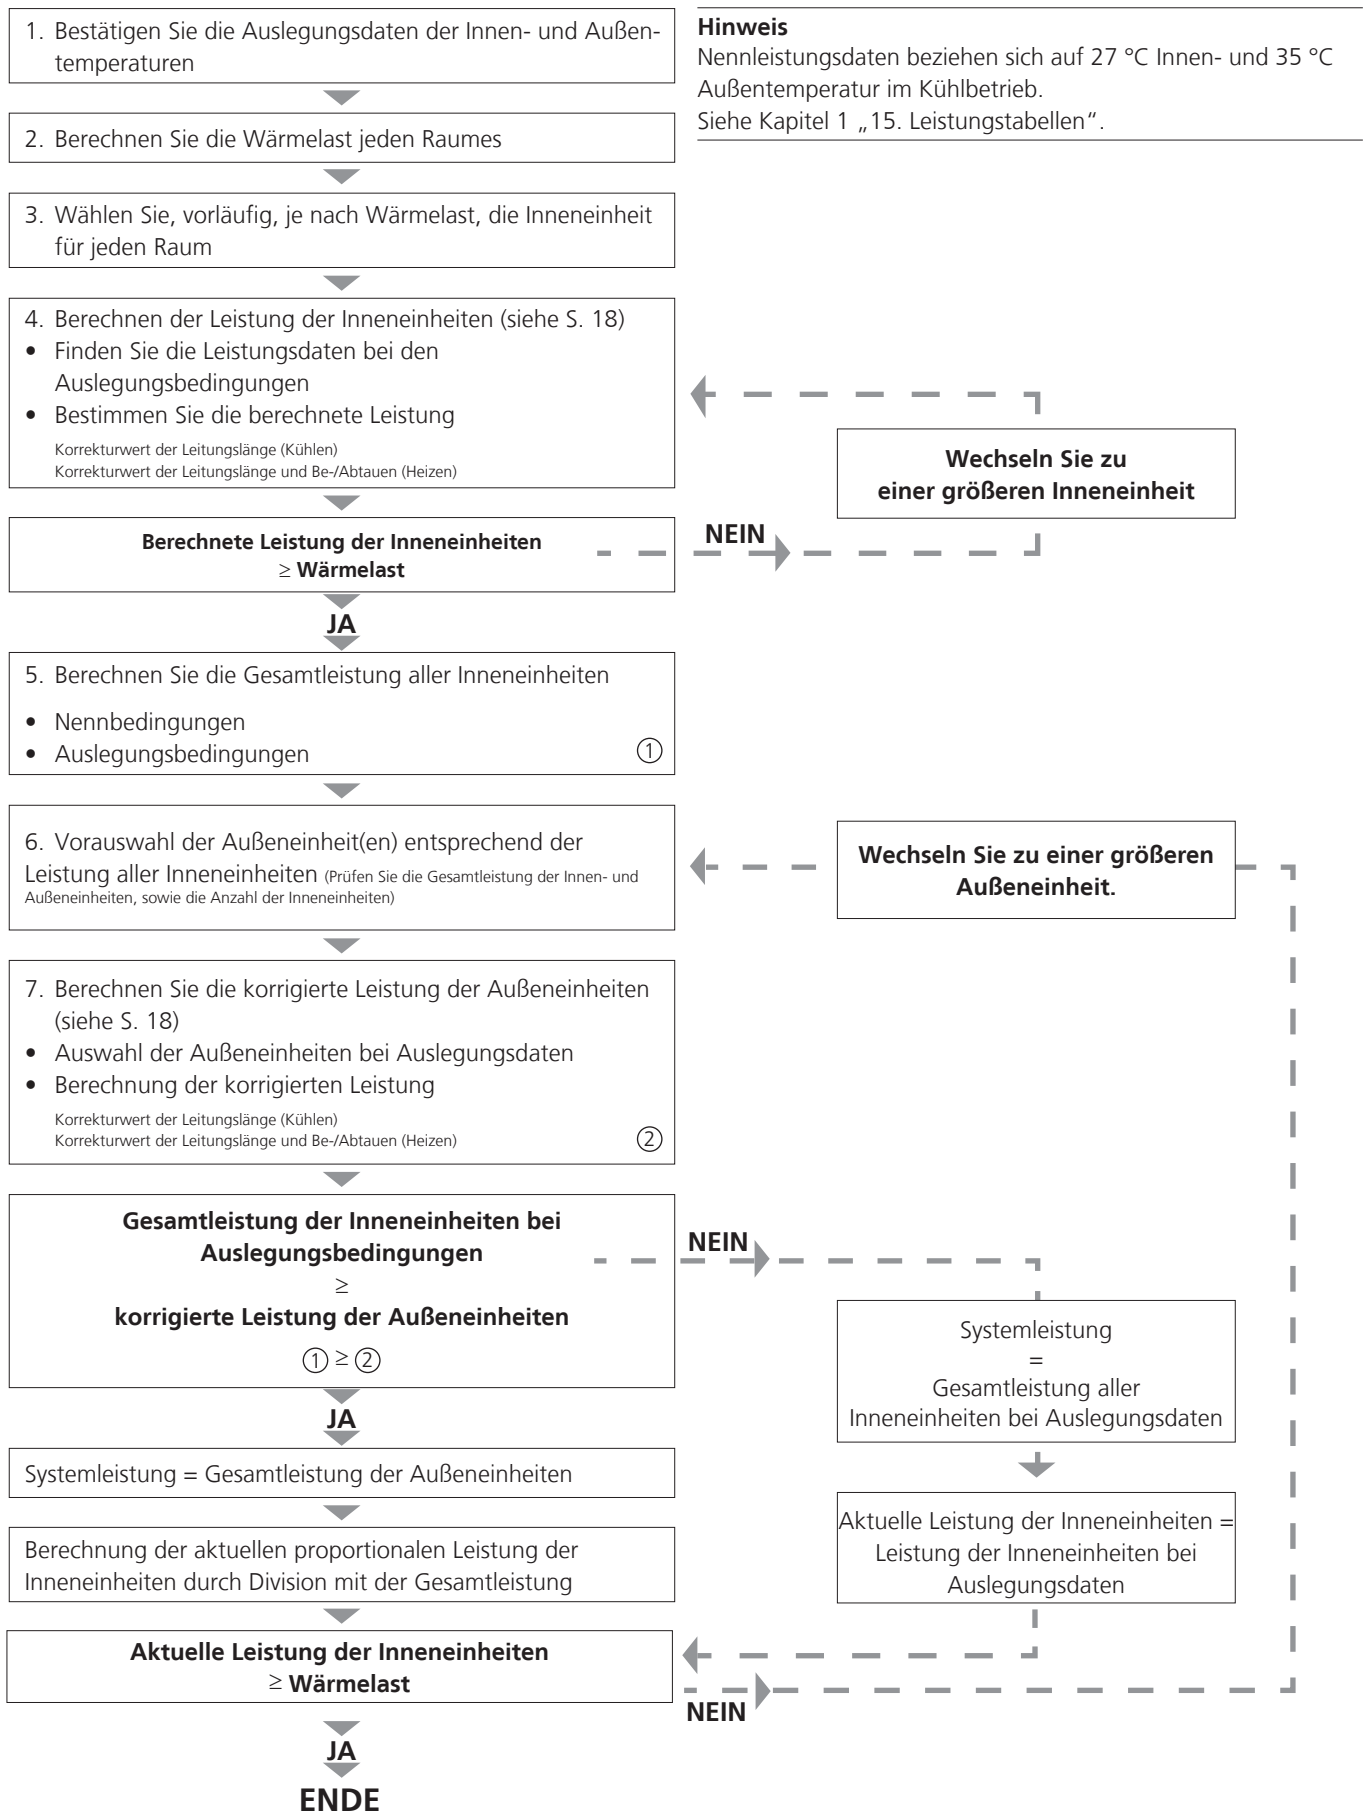 1. Bestätigen Sie die Auslegungsdaten der Innen- und Außen-
temperaturen
Hinweis
Nennleistungsdaten beziehen sich auf 27 °C Innen- und 35 °C
Außentemperatur im Kühlbetrieb.
Siehe Kapitel 1 „15. Leistungstabellen“.
2. Berechnen Sie die Wärmelast jeden Raumes
3. Wählen Sie, vorläufig, je nach Wärmelast, die Inneneinheit
für jeden Raum
4. Berechnen der Leistung der Inneneinheiten (siehe S. 18)
• Finden Sie die Leistungsdaten bei den
Auslegungsbedingungen
• Bestimmen Sie die berechnete Leistung
Korrekturwert der Leitungslänge (Kühlen)
Korrekturwert der Leitungslänge und Be-/Abtauen (Heizen)
Wechseln Sie zu
einer größeren Inneneinheit
Berechnete Leistung der Inneneinheiten
≥ Wärmelast
NEIN
JA
5. Berechnen Sie die Gesamtleistung aller Inneneinheiten
• Nennbedingungen
• Auslegungsbedingungen ①
6. Vorauswahl der Außeneinheit(en) entsprechend der
Leistung aller Inneneinheiten (Prüfen Sie die Gesamtleistung der Innen- und
Außeneinheiten, sowie die Anzahl der Inneneinheiten)
Wechseln Sie zu einer größeren
Außeneinheit.
7. Berechnen Sie die korrigierte Leistung der Außeneinheiten
(siehe S. 18)
• Auswahl der Außeneinheiten bei Auslegungsdaten
• Berechnung der korrigierten Leistung
Korrekturwert der Leitungslänge (Kühlen)
Korrekturwert der Leitungslänge und Be-/Abtauen (Heizen) ②
Gesamtleistung der Inneneinheiten bei
Auslegungsbedingungen
≥
korrigierte Leistung der Außeneinheiten
① ≥ ②
NEIN
Systemleistung
=
Gesamtleistung aller
Inneneinheiten bei Auslegungsdaten
JA
Systemleistung = Gesamtleistung der Außeneinheiten
Aktuelle Leistung der Inneneinheiten =
Leistung der Inneneinheiten bei
Auslegungsdaten
Berechnung der aktuellen proportionalen Leistung der
Inneneinheiten durch Division mit der Gesamtleistung
Aktuelle Leistung der Inneneinheiten
≥ Wärmelast
NEIN
JA
ENDE